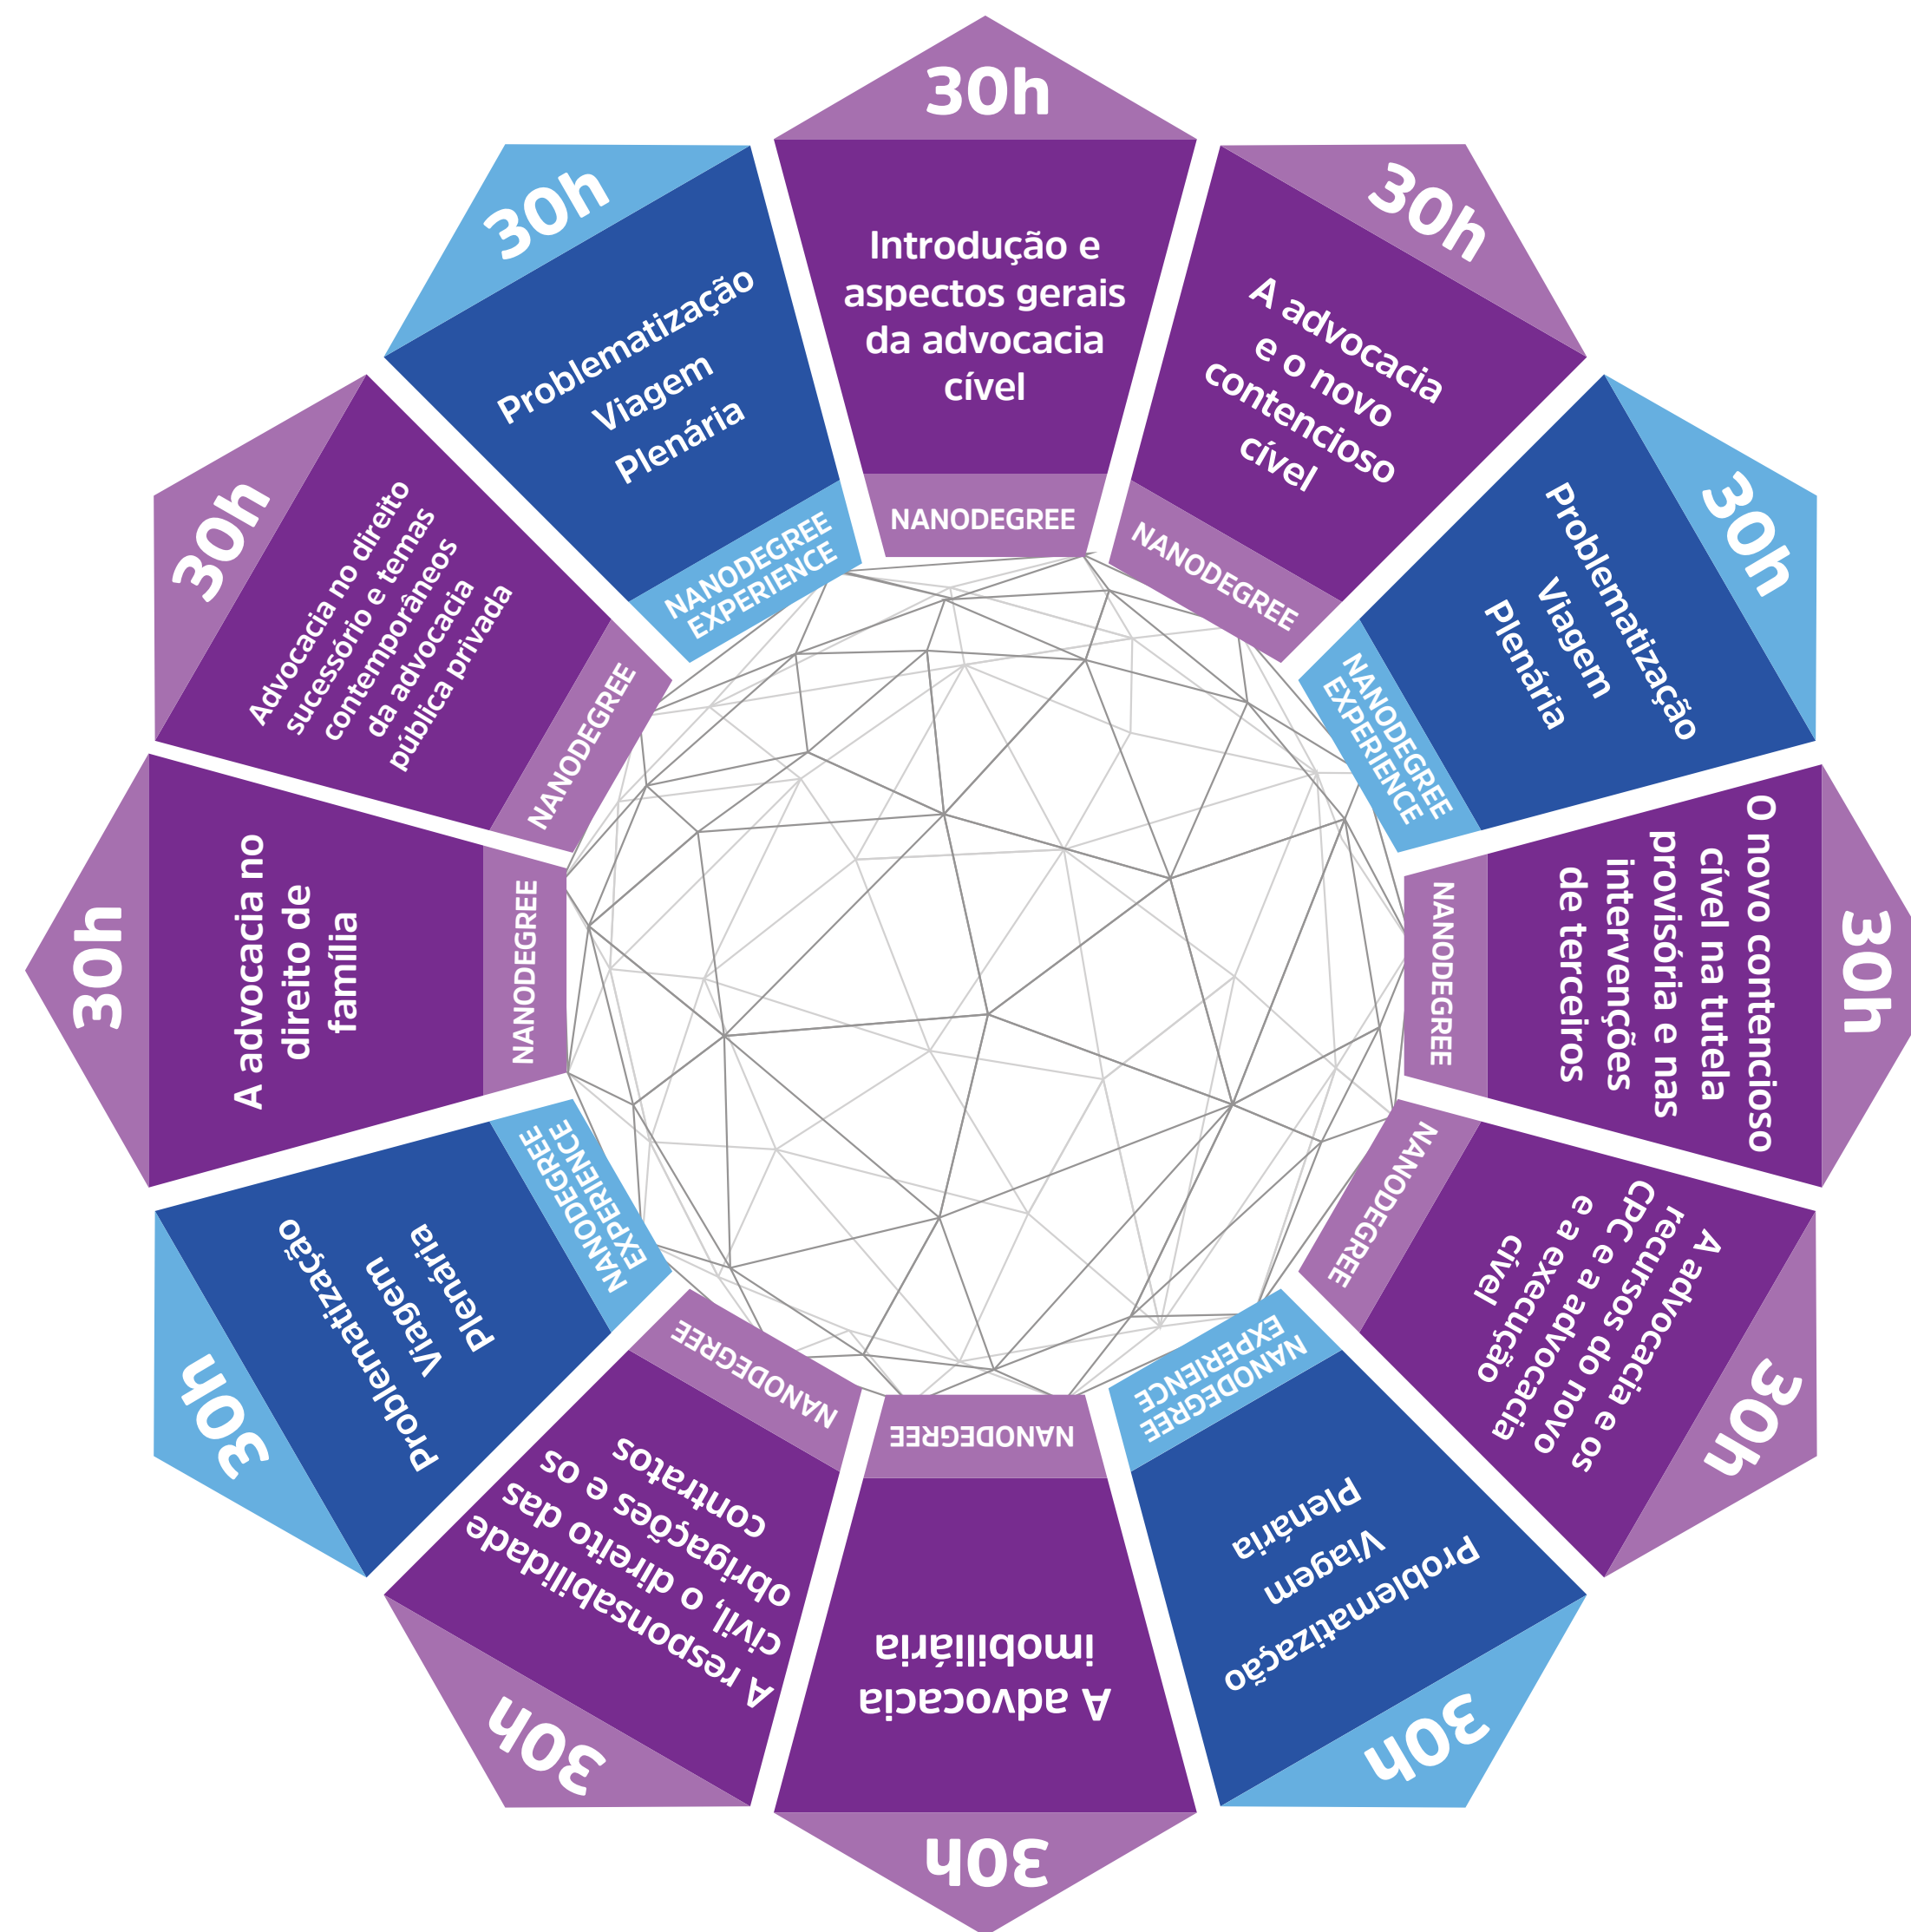 30h
Introdução e
aspectos gerais
da advocacia
cível
NANODEGREE
30h
A advocacia
e o novo
contencioso
cível
NANODEGREE
30h
Problematização
Viagem
Plenária
NANODEGREE
EXPERIENCE
30h
O novo contencioso
cível na tutela
provisória e nas
intervenções
de terceiros
NANODEGREE
30h
A advocacia e os
recursos do novo
CPC e a advocacia
e a execução
cível
NANODEGREE
30h
Problematização
Viagem
Plenária
NANODEGREE
EXPERIENCE
30h
A advocacia
imobiliária
NANODEGREE
30h
A responsabilidade
civil, o direito das
obrigações e os
contratos
NANODEGREE
30h
Problematização
Viagem
Plenária
NANODEGREE
EXPERIENCE
30h
A advocacia no
direito de
família
NANODEGREE
30h
Advocacia no direito
sucessório e temas
contemporâneos
da advocacia
pública privada
NANODEGREE
30h
Problematização
Viagem
Plenária
NANODEGREE
EXPERIENCE